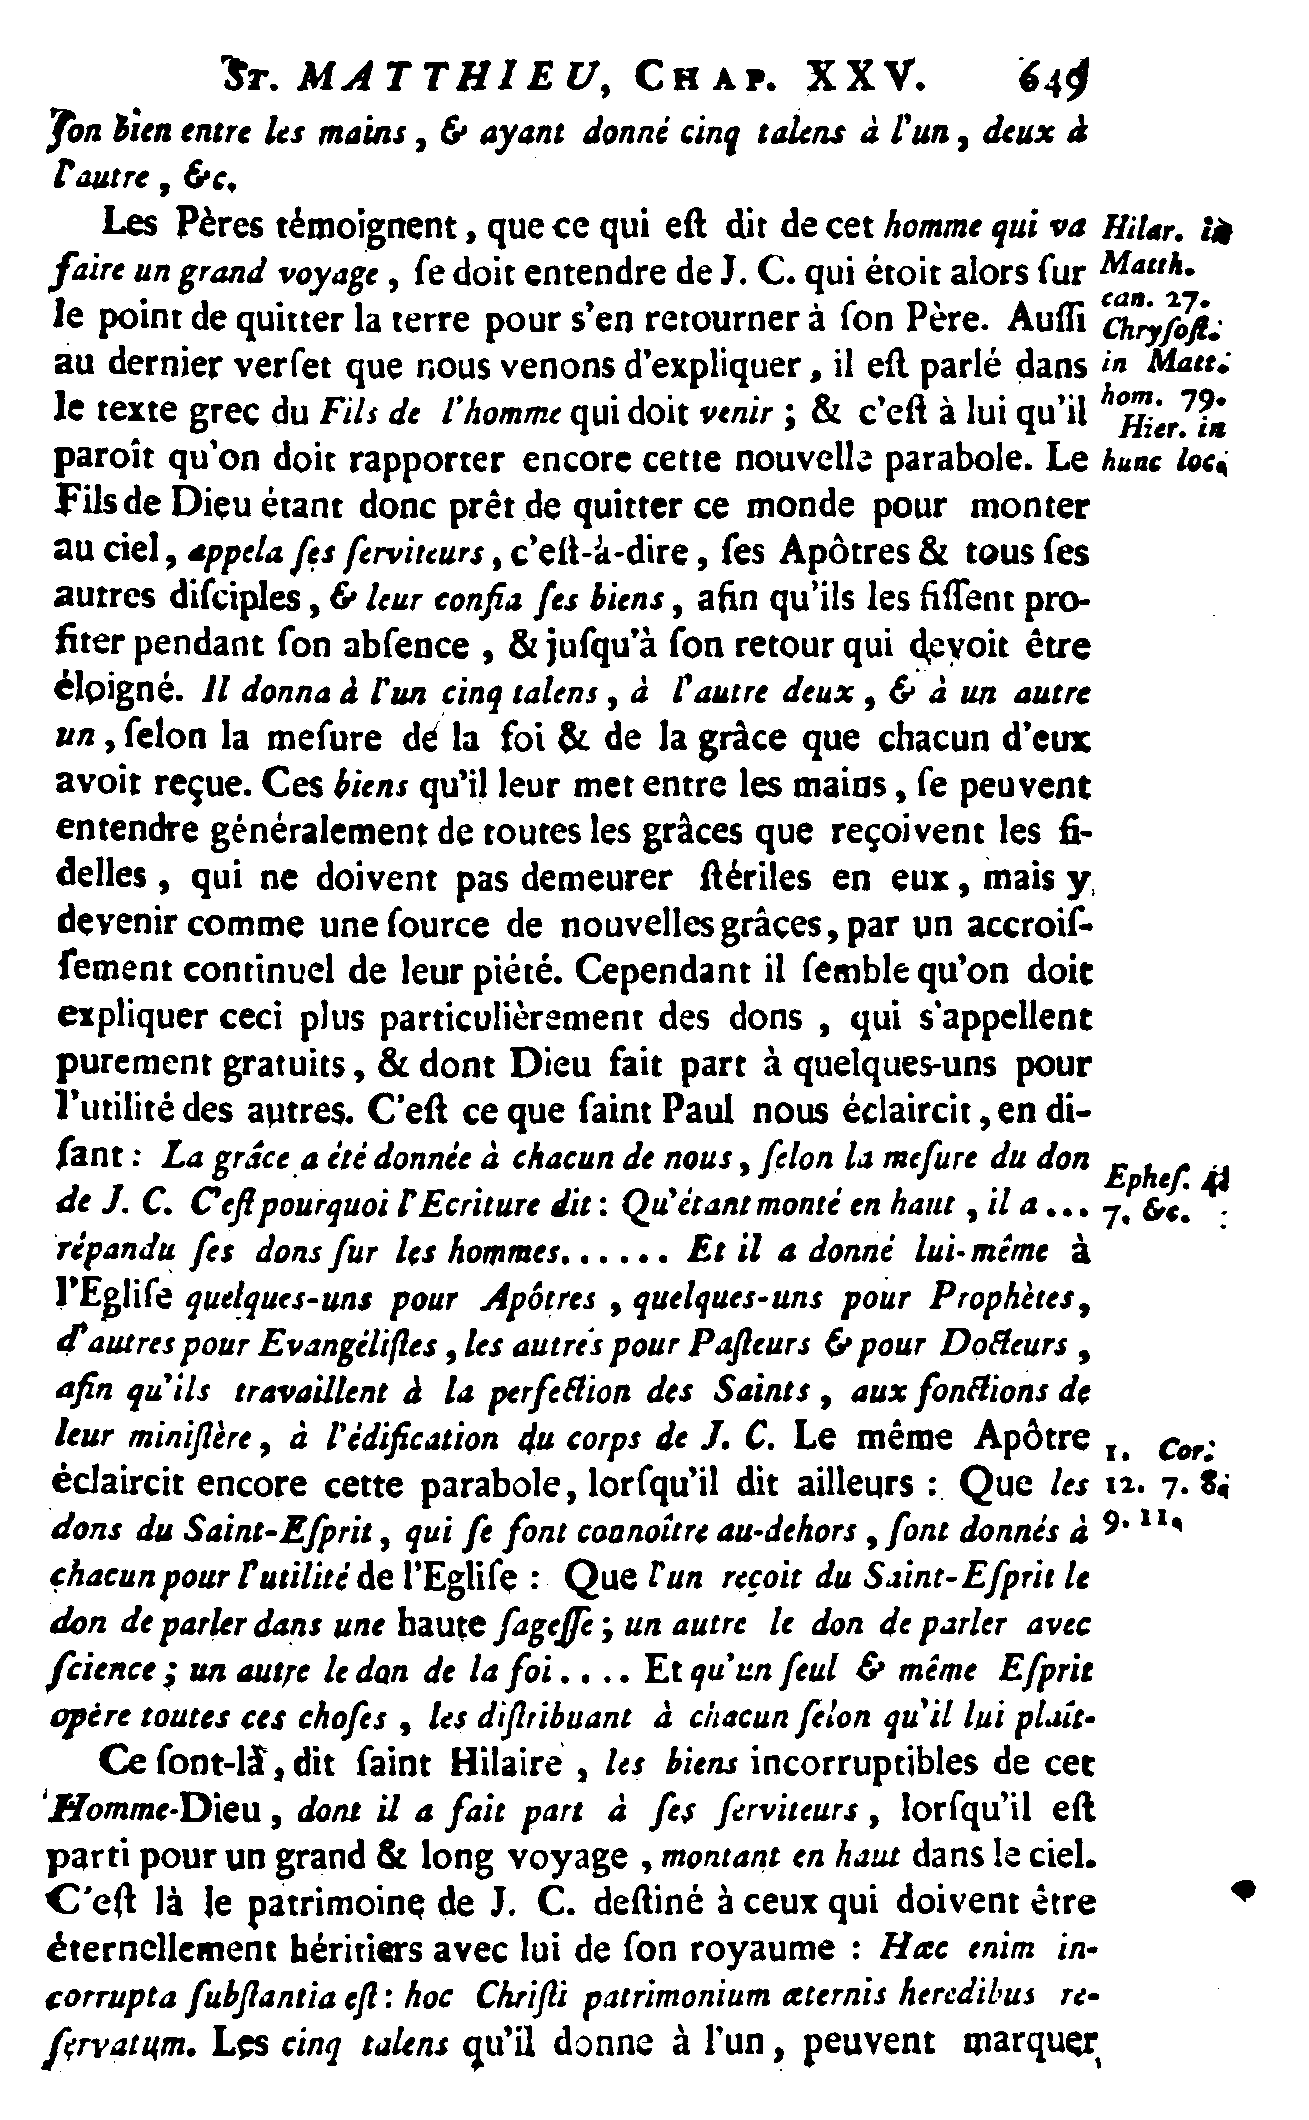 St. MATTHIEU, CHAP. XXV. 649
ſon bien entre les mains, & ayant donné cinq talens à l'un, deux à
l'autre, &c.
Les Pères témoignent, que ce qui eſt dit de cet homme qui va
faire un grand voyage, ſe doit entendre de J. C. qui étoit alors ſur
le point de quitter la terre pour s'en retourner à ſon Père. Auſſi
au dernier verſet que nous venons d'expliquer, il eſt parlé dans
le texte grec du Fils de l'homme qui doit venir ; & c'eſt à lui qu'il
paroît qu'on doit rapporter encore cette nouvelle parabole. Le
Fils de Dieu étant donc prêt de quitter ce monde pour monter
au ciel, appela ſes ſerviteurs, c'eſt-à-dire, ſes Apôtres & tous ſes
autres diſciples, & leur confia ſes biens, afin qu'ils les fiſſent pro-
fiter pendant ſon abſence, & juſqu'à ſon retour qui devoit être
éloigné. Il donna à l'un cinq talens, à l'autre deux, & à un autre
un, ſelon la meſure de la foi & de la grâce que chacun d'eux
avoit reçue. Ces biens qu'il leur met entre les mains, ſe peuvent
entendre généralement de toutes les grâces que reçoivent les fi-
delles, qui ne doivent pas demeurer ſtériles en eux, mais y
devenir comme une ſource de nouvelles grâces, par un accroiſ-
ſement continuel de leur piété. Cependant il ſemble qu'on doit
expliquer ceci plus particulièrement des dons, qui s'appellent
purement gratuits, & dont Dieu fait part à quelques-uns pour
l'utilité des autres. C'eſt ce que ſaint Paul nous éclaircit, en di-
ſant : La grâce a été donnée à chacun de nous, ſelon la meſure du don
de J. C. C'eſt pourquoi l'Ecriture dit : Qu'étant monté en haut, il a ...
répandu ſes dons ſur les hommes...... Et il a donné lui-même à
l'Egliſe quelques-uns pour Apôtres, quelques-uns pour Prophètes,
d'autres pour Evangéliſtes, les autres pour Paſteurs & pour Docteurs,
afin qu'ils travaillent à la perfection des Saints, aux fonctions de
leur miniſtère, à l'édification du corps de J. C. Le même Apôtre
éclaircit encore cette parabole, lorſqu'il dit ailleurs : Que les
dons du Saint-Eſprit, qui ſe font connoître au-dehors, ſont donnés à
chacun pour l'utilité de l'Egliſe : Que l'un reçoit du Saint-Eſprit le
don de parler dans une haute ſageſſe ; un autre le don de parler avec
ſcience ; un autre le don de la foi.... Et qu'un ſeul & même Eſprit
opère toutes ces choſes, les diſtribuant à chacun ſelon qu'il lui plaît.
Ce ſont-là, dit ſaint Hilaire, les biens incorruptibles de cet
Homme-Dieu, dont il a fait part à ſes ſerviteurs, lorſqu'il eſt
parti pour un grand & long voyage, montant en haut dans le ciel.
C'eſt là le patrimoine de J. C. deſtiné à ceux qui doivent être
éternellement héritiers avec lui de ſon royaume : Hæc enim in-
corrupta ſubſtantia eſt : hoc Chriſti patrimonium æternis heredibus re-
ſervatum. Les cinq talens qu'il donne à l'un, peuvent marquer
Hilar. in
Matth.
can. 27.
Chryſoſt.
in Matt.
hom. 79.
Hier. in
hunc loc.
Epheſ. 4.
7. &c.
1. Cor.
12. 7. 8.
9. 11.